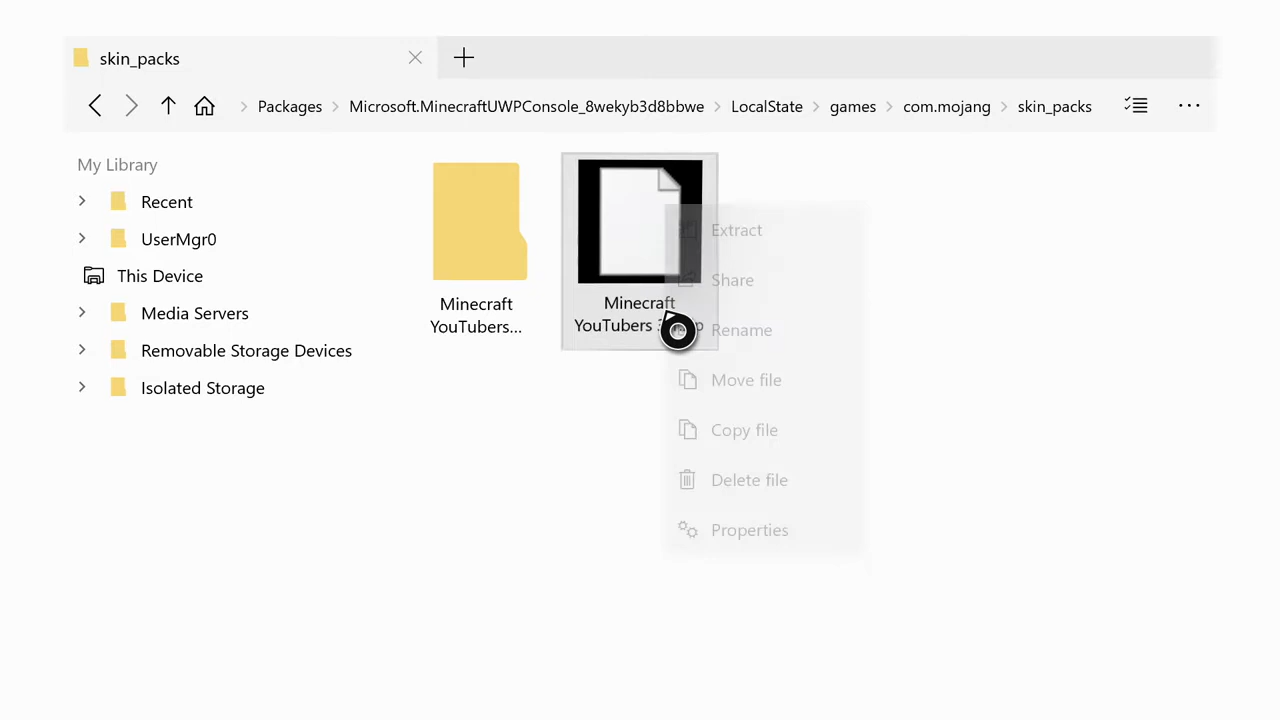 skin_packs
Packages Microsoft.MinecraftUWPConsole_8wekyb3d8bbwe LocalState games com.mojang skin_packs
My Library
Recent
UserMgr0
This Device
Media Servers
Removable Storage Devices
Isolated Storage
Minecraft
YouTubers...
Minecraft
YouTubers
Extract
Share
Rename
Move file
Copy file
Delete file
Properties